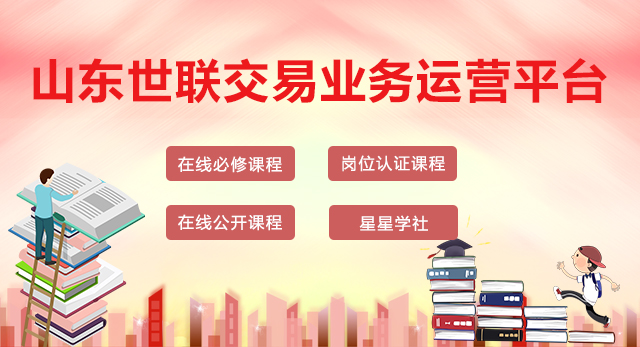 山东世联交易业务运营平台
在线必修课程
岗位认证课程
在线公开课程
星星学社